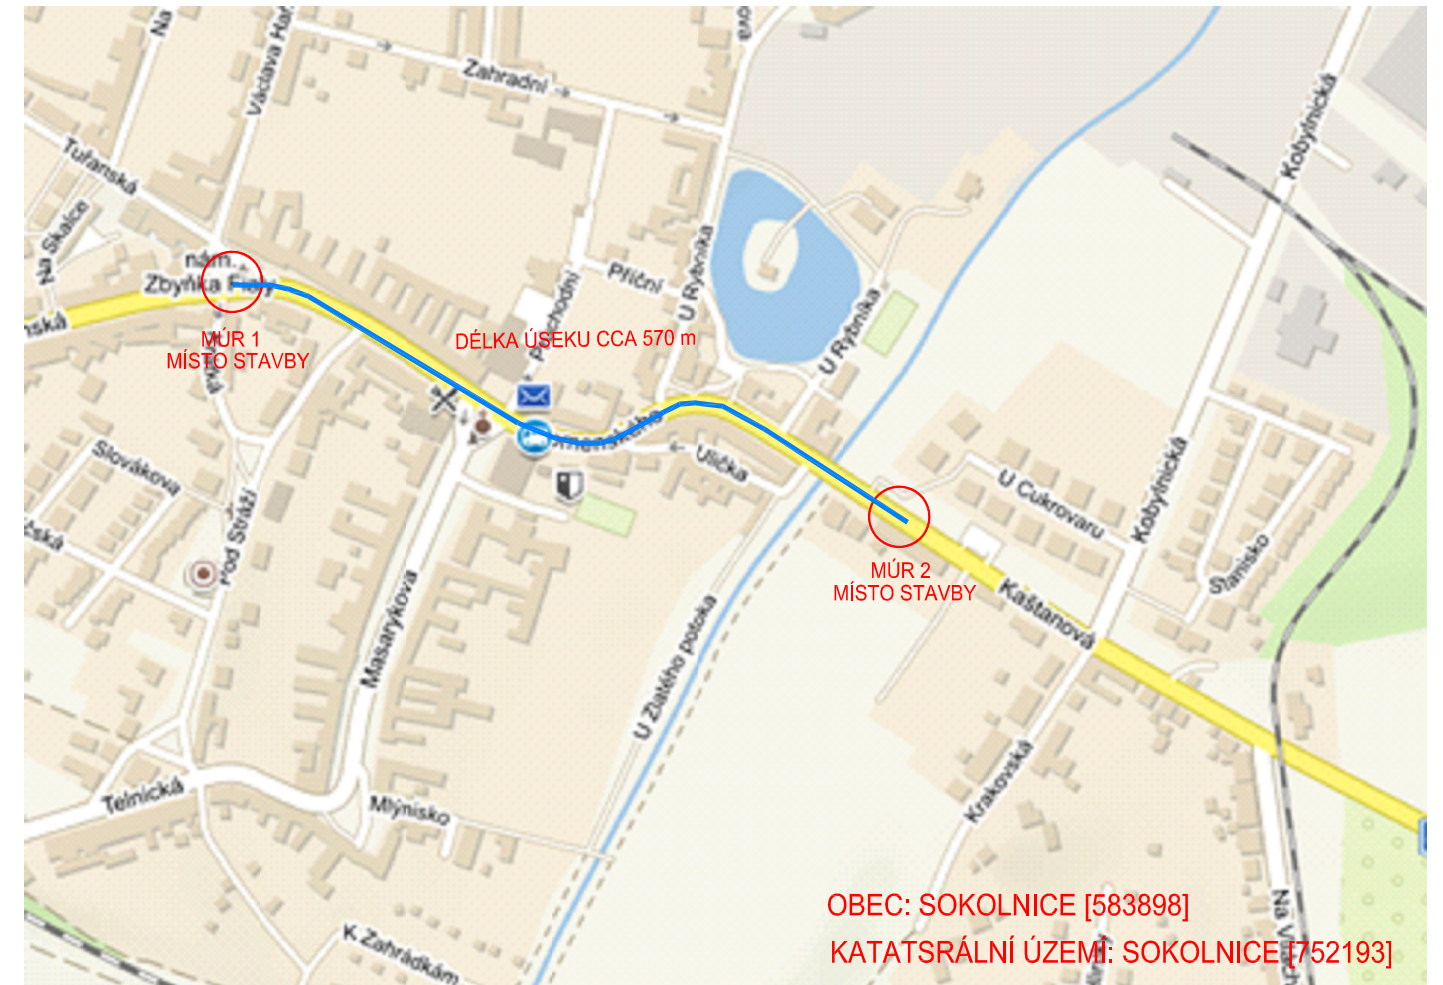 Zahradní
Kobylnická
Tuřanská
Na Skalce
nám.
Zbyňka Fialy
Příční
U Rybníka
U Rybníka
MÚR 1
MÍSTO STAVBY
DÉLKA ÚSEKU CCA 570 m
Ulička
Slovákova
Pod Stráží
U Cukrovaru
Kobylnická
Stanisko
MÚR 2
MÍSTO STAVBY
Kaštanová
Masarykova
U Zlatého potoka
Telnická
Mlýnisko
Krakovská
OBEC: SOKOLNICE [583898]
K Zahrádkám
KATATSRÁLNÍ ÚZEMÍ: SOKOLNICE [752193]